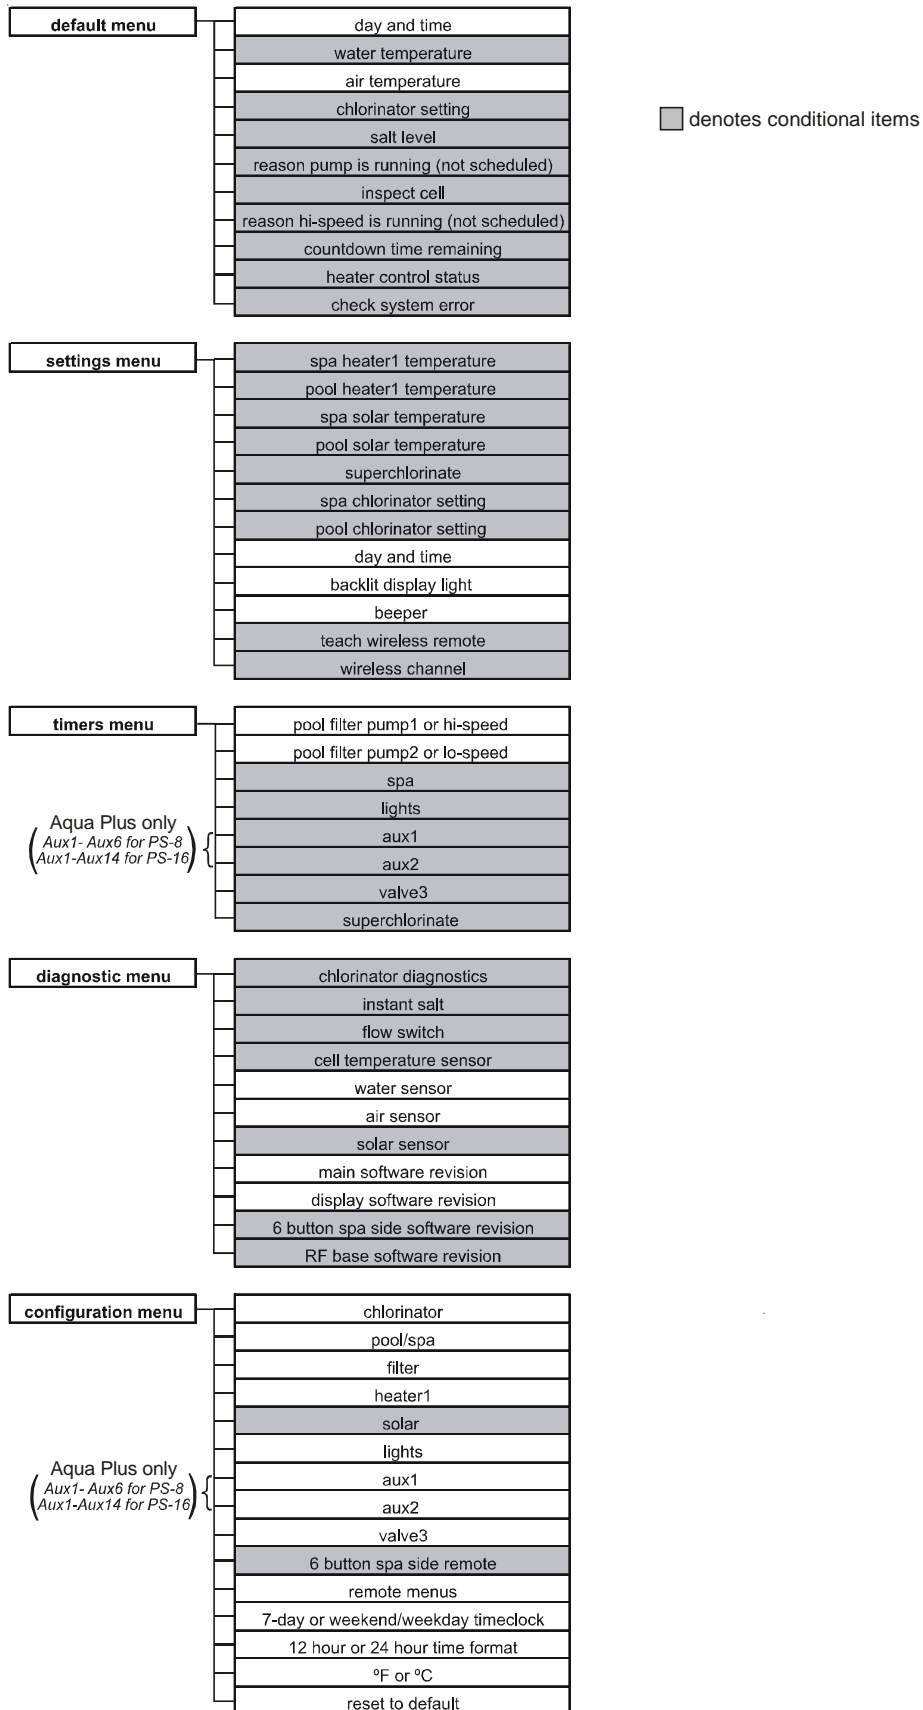 default menu
day and time
water temperature
air temperature
chlorinator setting
salt level
reason pump is running (not scheduled)
inspect cell
reason hi-speed is running (not scheduled)
countdown time remaining
heater control status
check system error
denotes conditional items
settings menu
spa heater1 temperature
pool heater1 temperature
spa solar temperature
pool solar temperature
superchlorinate
spa chlorinator setting
pool chlorinator setting
day and time
backlit display light
beeper
teach wireless remote
wireless channel
timers menu
pool filter pump1 or hi-speed
pool filter pump2 or lo-speed
spa
lights
Aqua Plus only
Aux1- Aux6 for PS-8
Aux1-Aux14 for PS-16
aux1
aux2
valve3
superchlorinate
diagnostic menu
chlorinator diagnostics
instant salt
flow switch
cell temperature sensor
water sensor
air sensor
solar sensor
main software revision
display software revision
6 button spa side software revision
RF base software revision
configuration menu
chlorinator
pool/spa
filter
heater1
solar
lights
Aqua Plus only
Aux1- Aux6 for PS-8
Aux1-Aux14 for PS-16
aux1
aux2
valve3
6 button spa side remote
remote menus
7-day or weekend/weekday timeclock
12 hour or 24 hour time format
ºF or ºC
reset to default